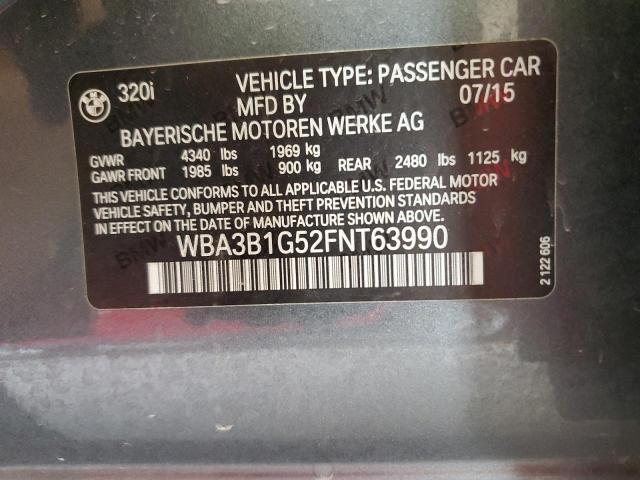 320i VEHICLE TYPE: PASSENGER CAR
MFD BY 07/15
BAYERISCHE MOTOREN WERKE AG
GVWR 4340 lbs 1969 kg
GAWR FRONT 1985 lbs 900 kg REAR 2480 lbs 1125 kg
THIS VEHICLE CONFORMS TO ALL APPLICABLE U.S. FEDERAL MOTOR
VEHICLE SAFETY, BUMPER AND THEFT PREVENTION STANDARDS
IN EFFECT ON THE DATE OF MANUFACTURE SHOWN ABOVE.
WBA3B1G52FNT63990
2 122 606
BMW
BMW
BMW